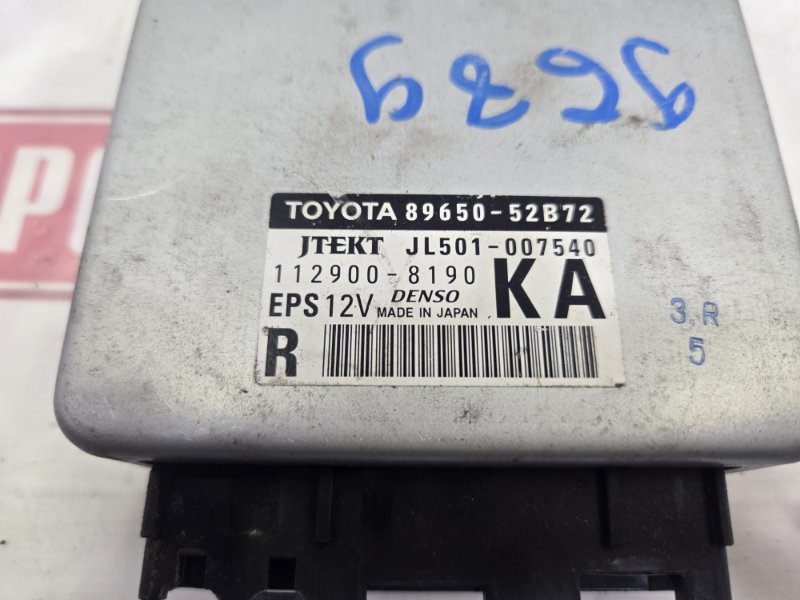 TOYOTA 89650-52B72
JTEKT JL501-007540
112900-8190 KA
EPS 12V DENSO
MADE IN JAPAN
R
3.R
5